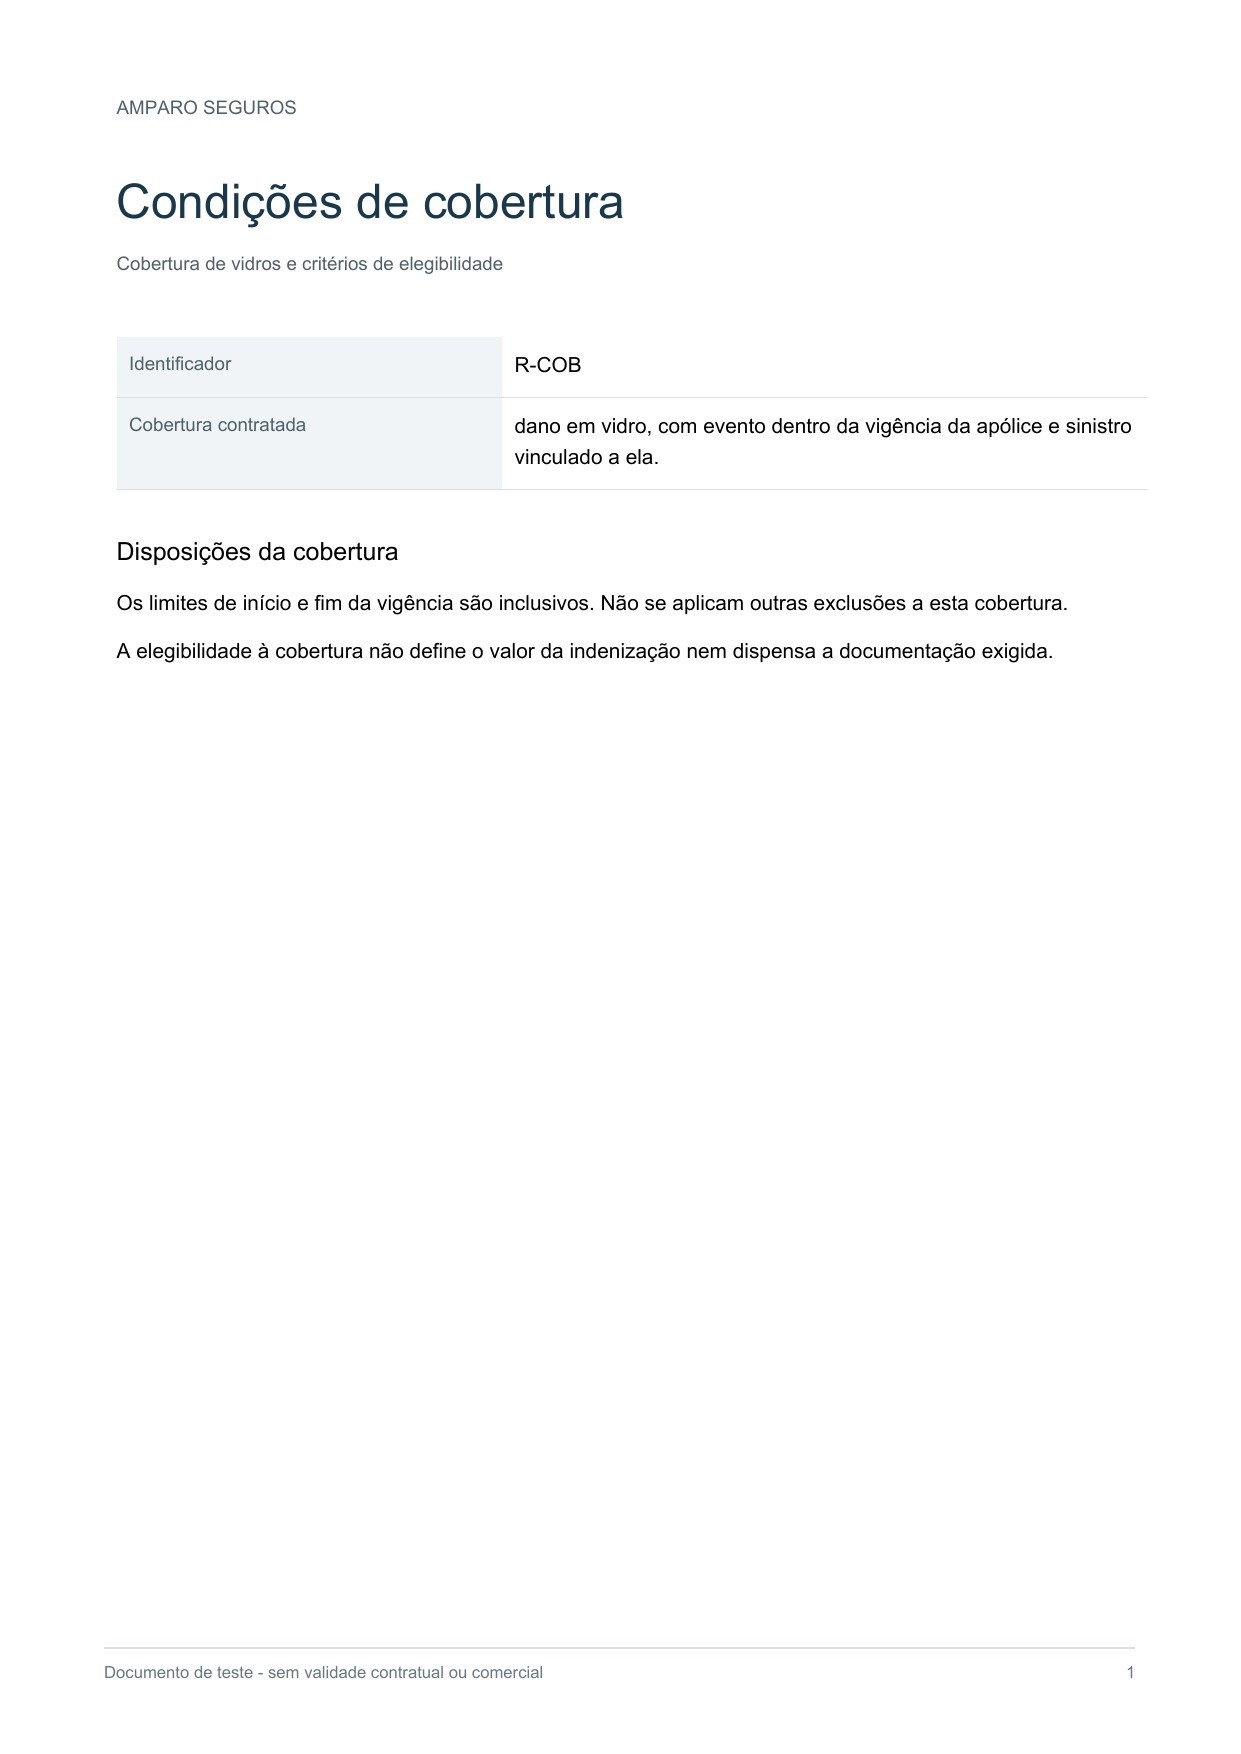 AMPARO SEGUROS
Condições de cobertura
Cobertura de vidros e critérios de elegibilidade
Identificador
R-COB
Cobertura contratada
dano em vidro, com evento dentro da vigência da apólice e sinistro
vinculado a ela.
Disposições da cobertura
Os limites de início e fim da vigência são inclusivos. Não se aplicam outras exclusões a esta cobertura.
A elegibilidade à cobertura não define o valor da indenização nem dispensa a documentação exigida.
Documento de teste - sem validade contratual ou comercial
1